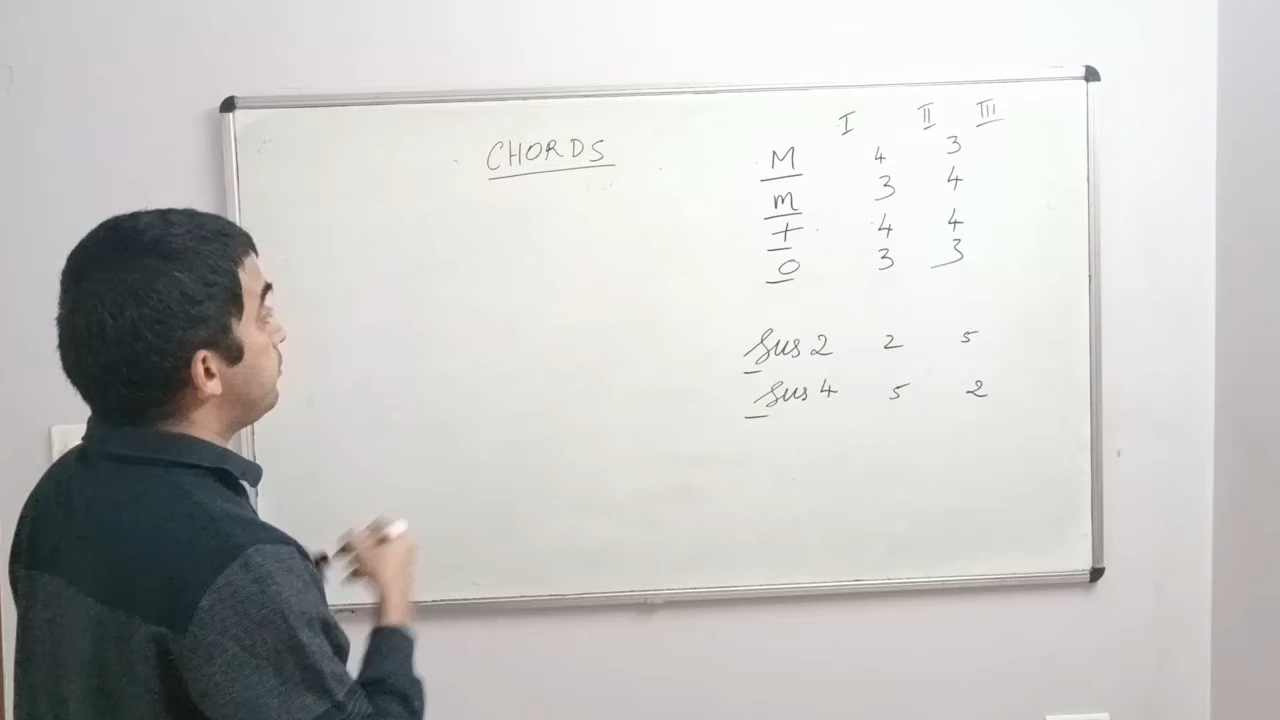 CHORDS
I II III
M 4 3
m 3 4
+ 4 4
o 3 3
Sus 2 2 5
Sus 4 5 2